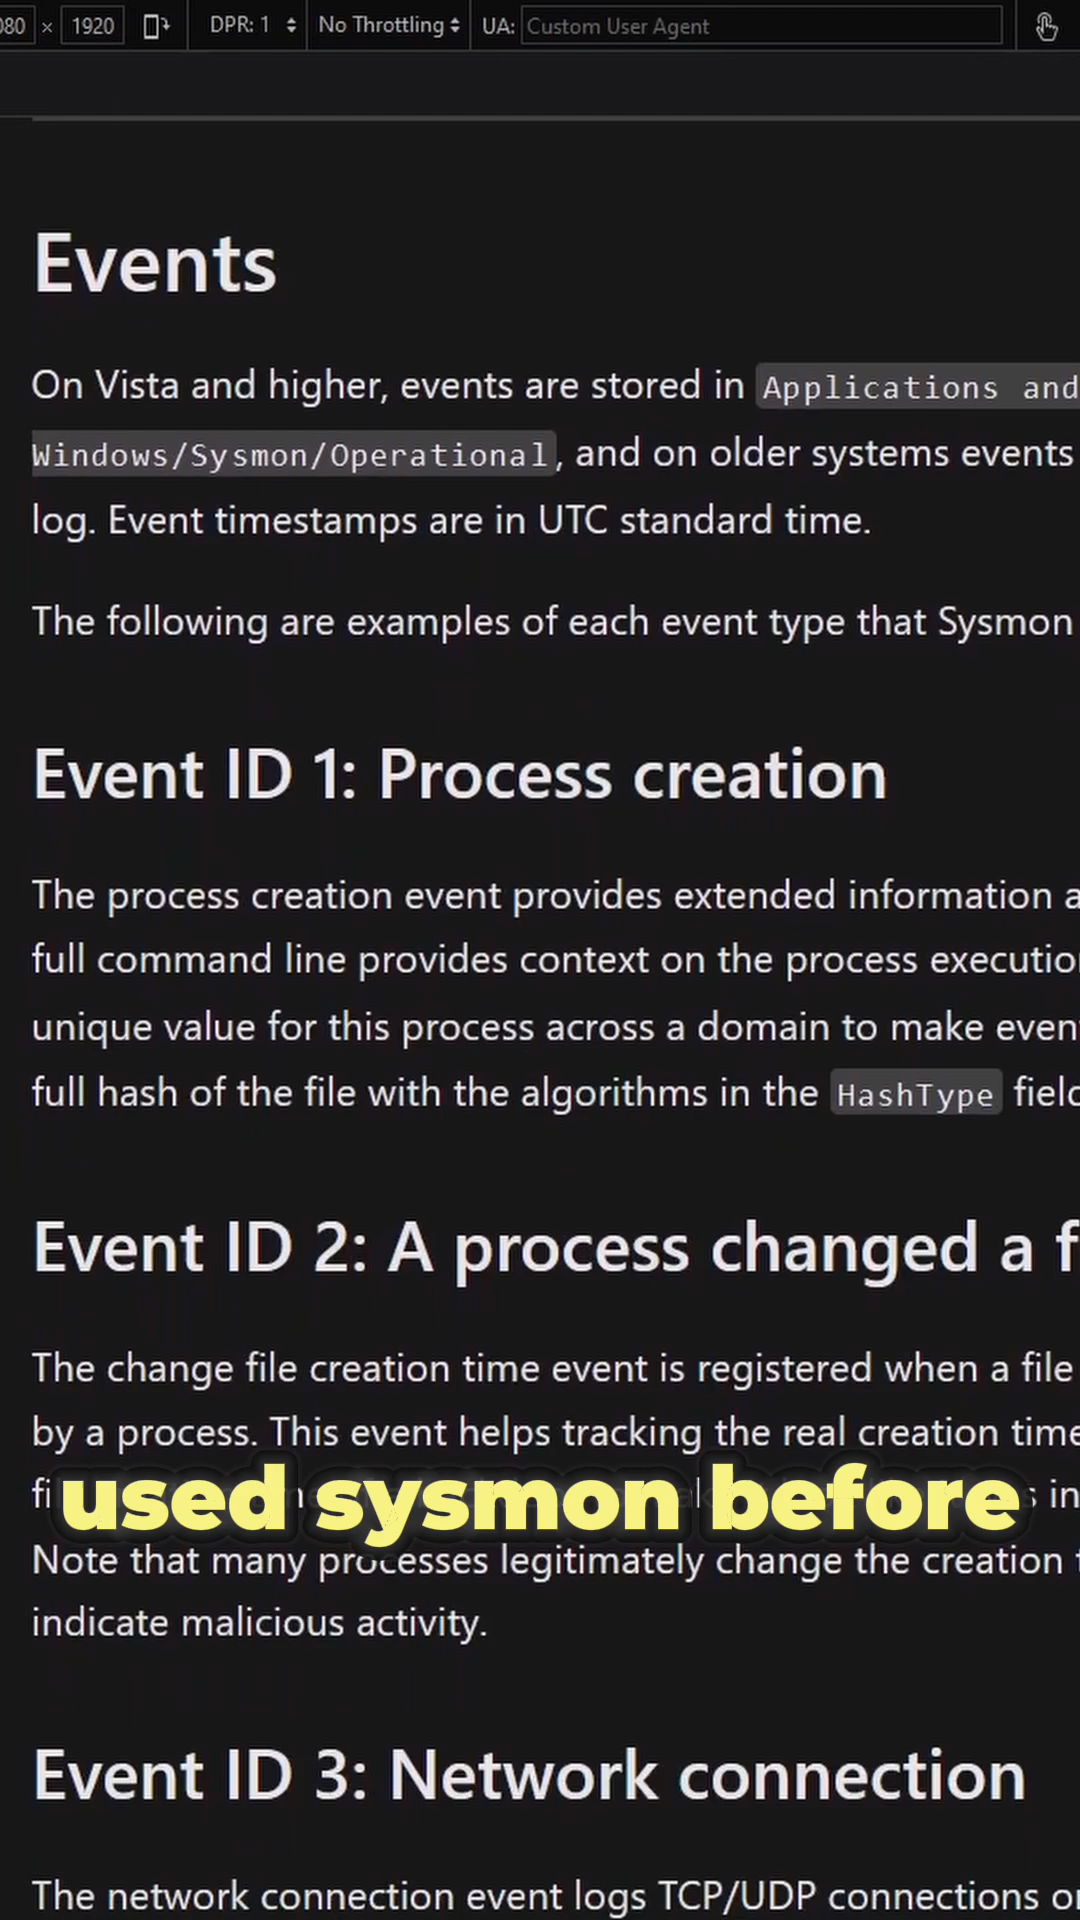 080 × 1920 DPR: 1 No Throttling UA: Custom User Agent
Events
On Vista and higher, events are stored in Applications and
Windows/Sysmon/Operational, and on older systems events
log. Event timestamps are in UTC standard time.
The following are examples of each event type that Sysmon
Event ID 1: Process creation
The process creation event provides extended information a
full command line provides context on the process execution
unique value for this process across a domain to make even
full hash of the file with the algorithms in the HashType field
Event ID 2: A process changed a f
The change file creation time event is registered when a file
by a process. This event helps tracking the real creation time
used sysmon before
Note that many processes legitimately change the creation t
indicate malicious activity.
Event ID 3: Network connection
The network connection event logs TCP/UDP connections on